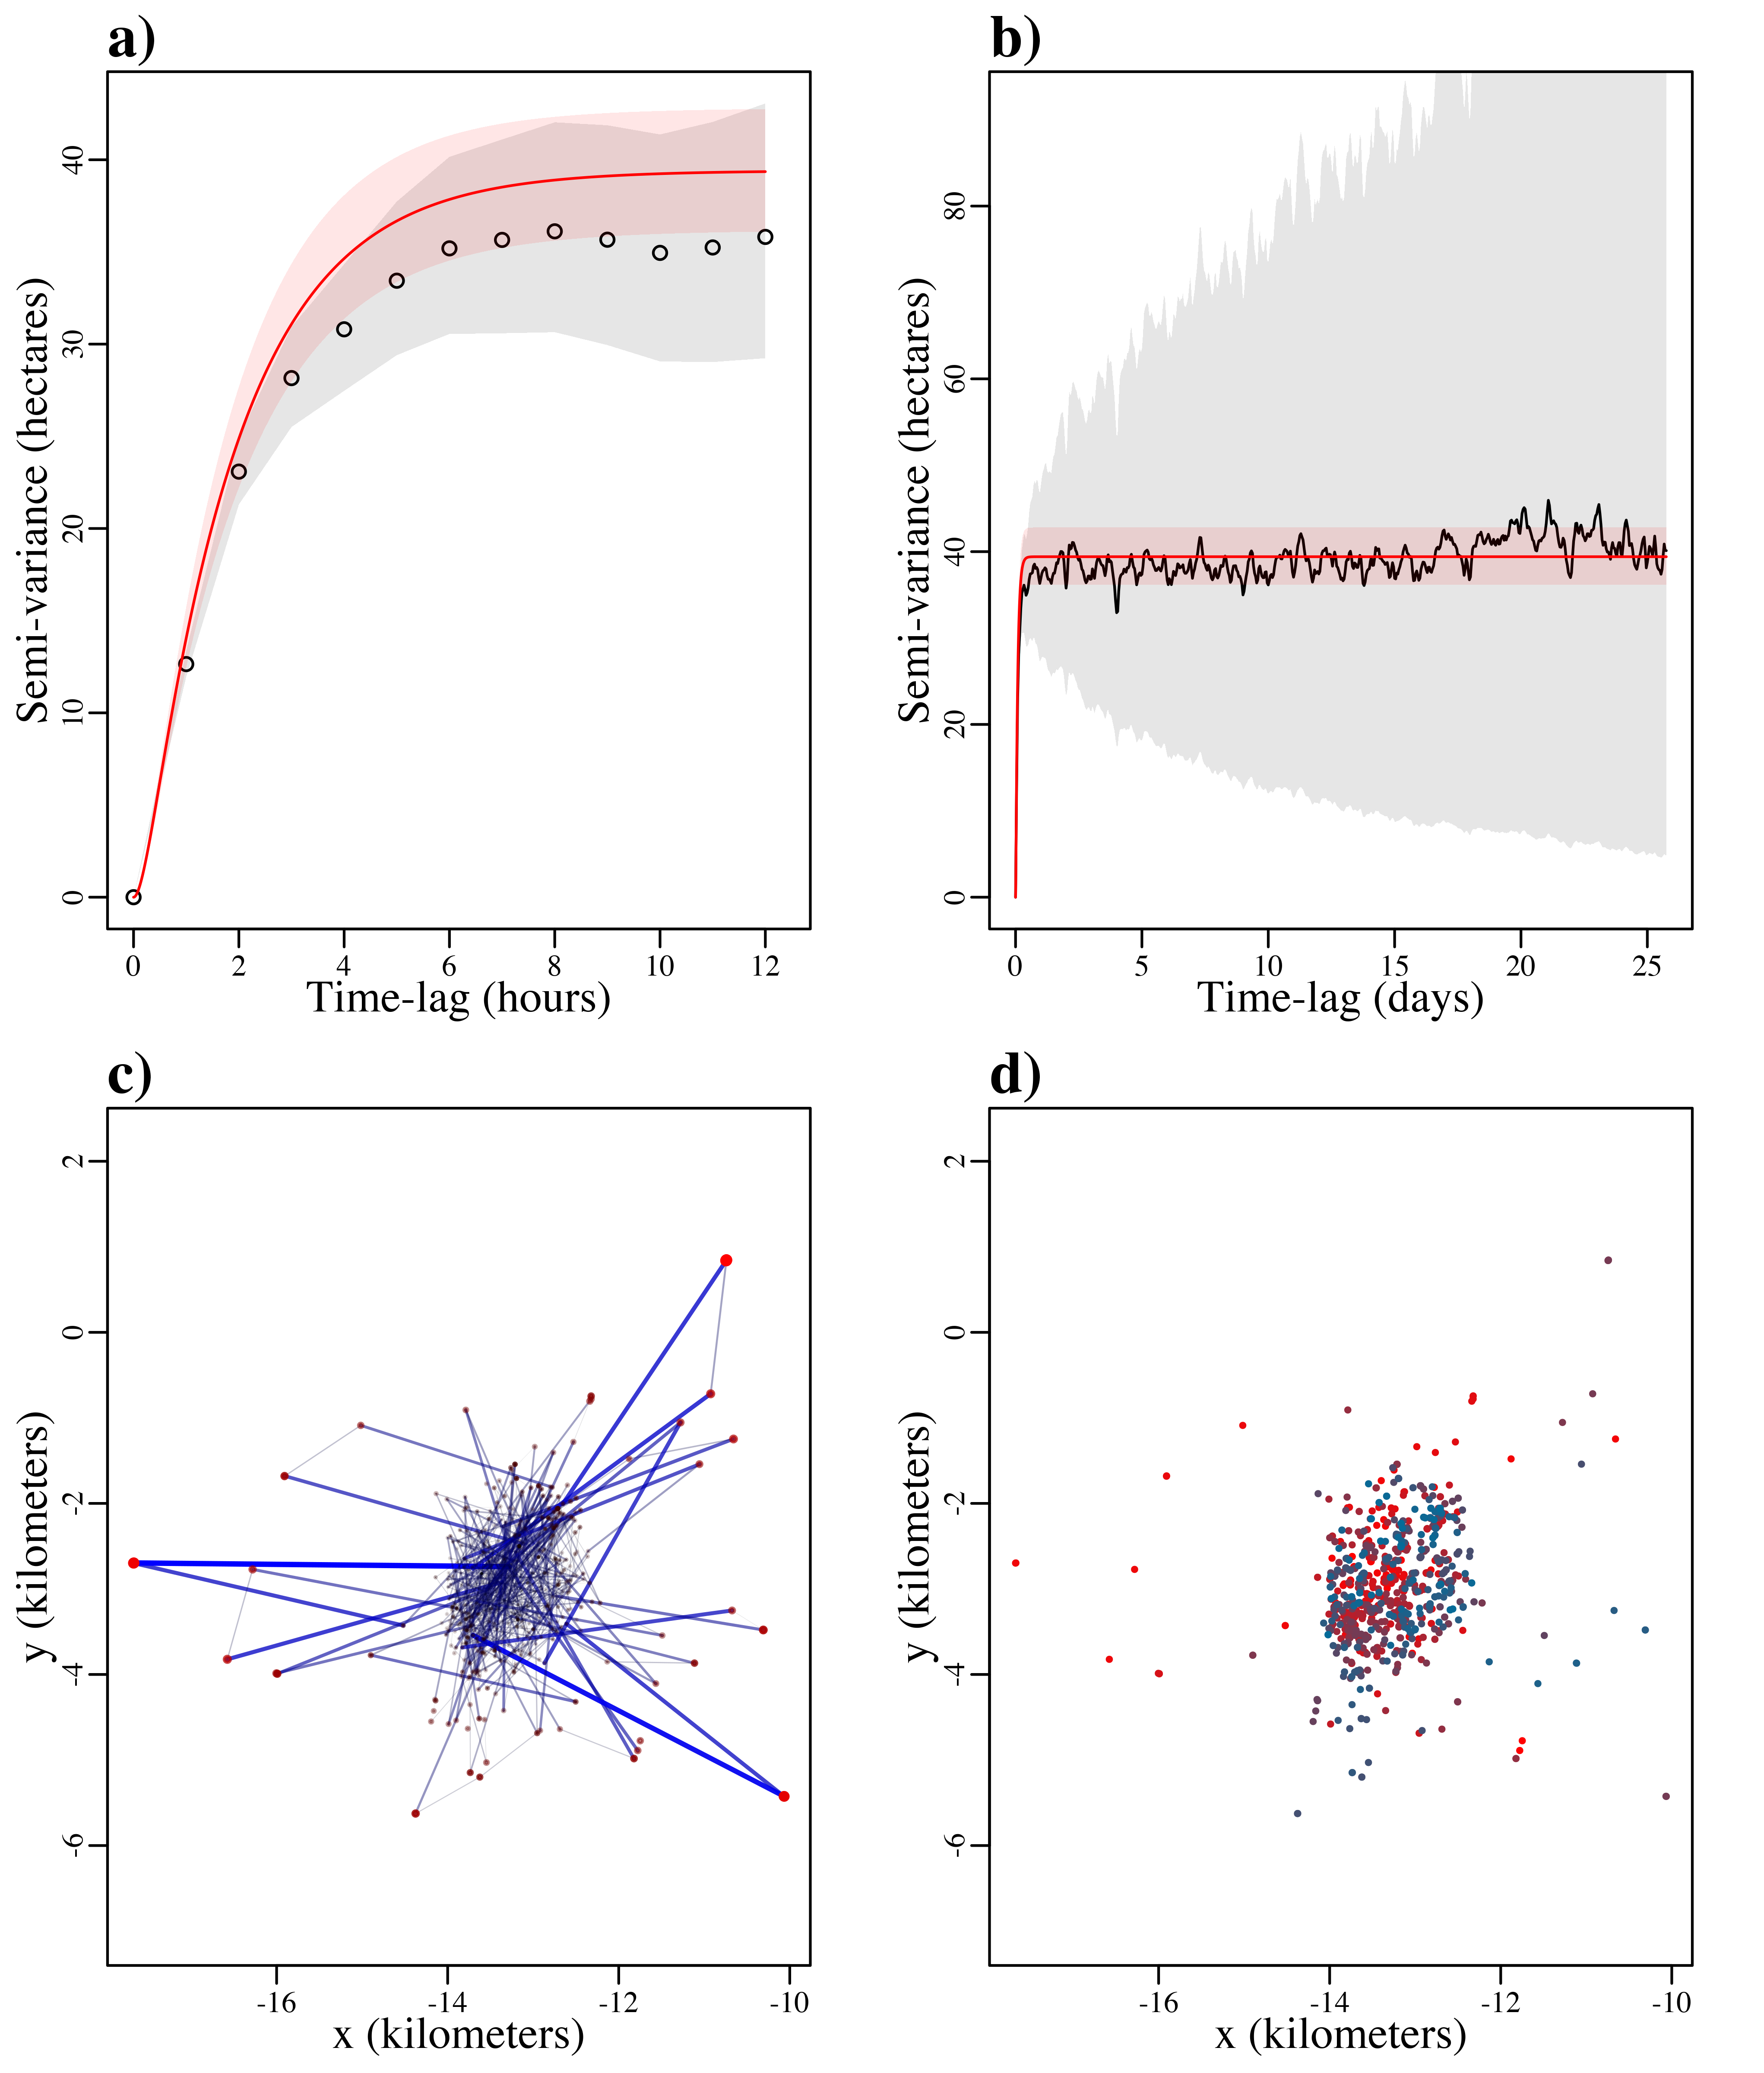 a)
Semi-variance (hectares)
40
30
20
10
0
0 2 4 6 8 10 12
Time-lag (hours)
b)
Semi-variance (hectares)
80
60
40
20
0
0 5 10 15 20 25
Time-lag (days)
c)
y (kilometers)
2
0
-2
-4
-6
-16 -14 -12 -10
x (kilometers)
d)
y (kilometers)
2
0
-2
-4
-6
-16 -14 -12 -10
x (kilometers)